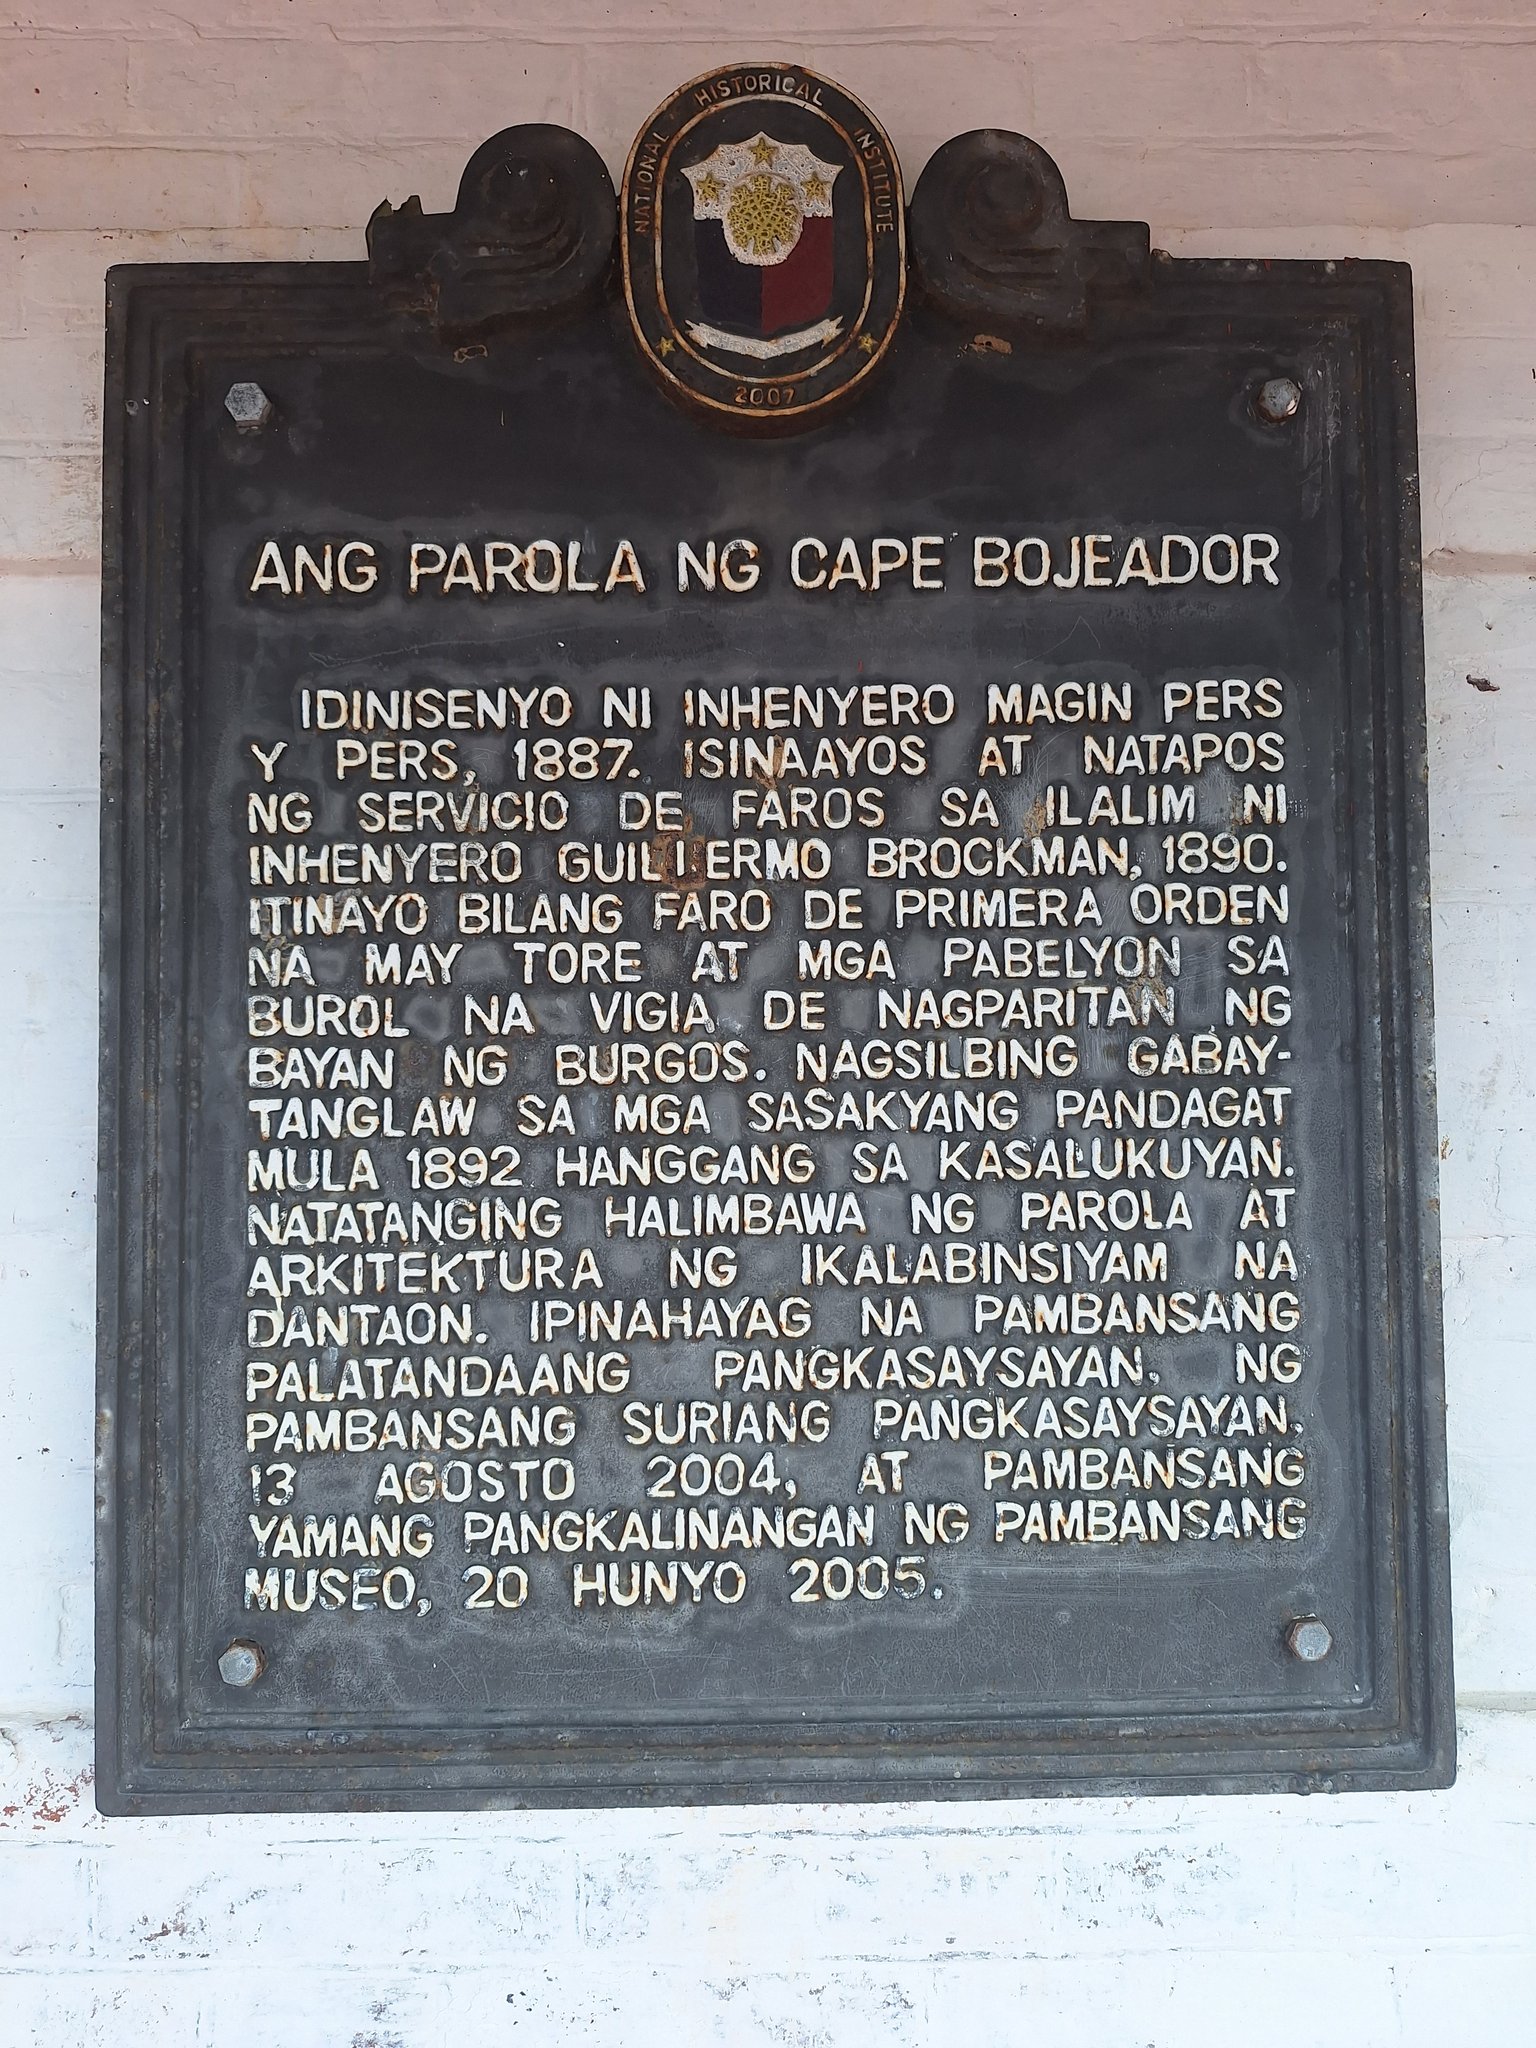 NATIONAL HISTORICAL INSTITUTE
2007
ANG PAROLA NG CAPE BOJEADOR
IDINISENYO NI INHENYERO MAGIN PERS
Y PERS, 1887. ISINAAYOS AT NATAPOS
NG SERVICIO DE FAROS SA ILALIM NI
INHENYERO GUILLERMO BROCKMAN, 1890.
ITINAYO BILANG FARO DE PRIMERA ORDEN
NA MAY TORE AT MGA PABELYON SA
BUROL NA VIGIA DE NAGPARITAN NG
BAYAN NG BURGOS. NAGSILBING GABAY-
TANGLAW SA MGA SASAKYANG PANDAGAT
MULA 1892 HANGGANG SA KASALUKUYAN.
NATATANGING HALIMBAWA NG PAROLA AT
ARKITEKTURA NG IKALABINSIYAM NA
DANTAON. IPINAHAYAG NA PAMBANSANG
PALATANDAANG PANGKASAYSAYAN, NG
PAMBANSANG SURIANG PANGKASAYSAYAN,
13 AGOSTO 2004, AT PAMBANSANG
YAMANG PANGKALINANGAN NG PAMBANSANG
MUSEO, 20 HUNYO 2005.